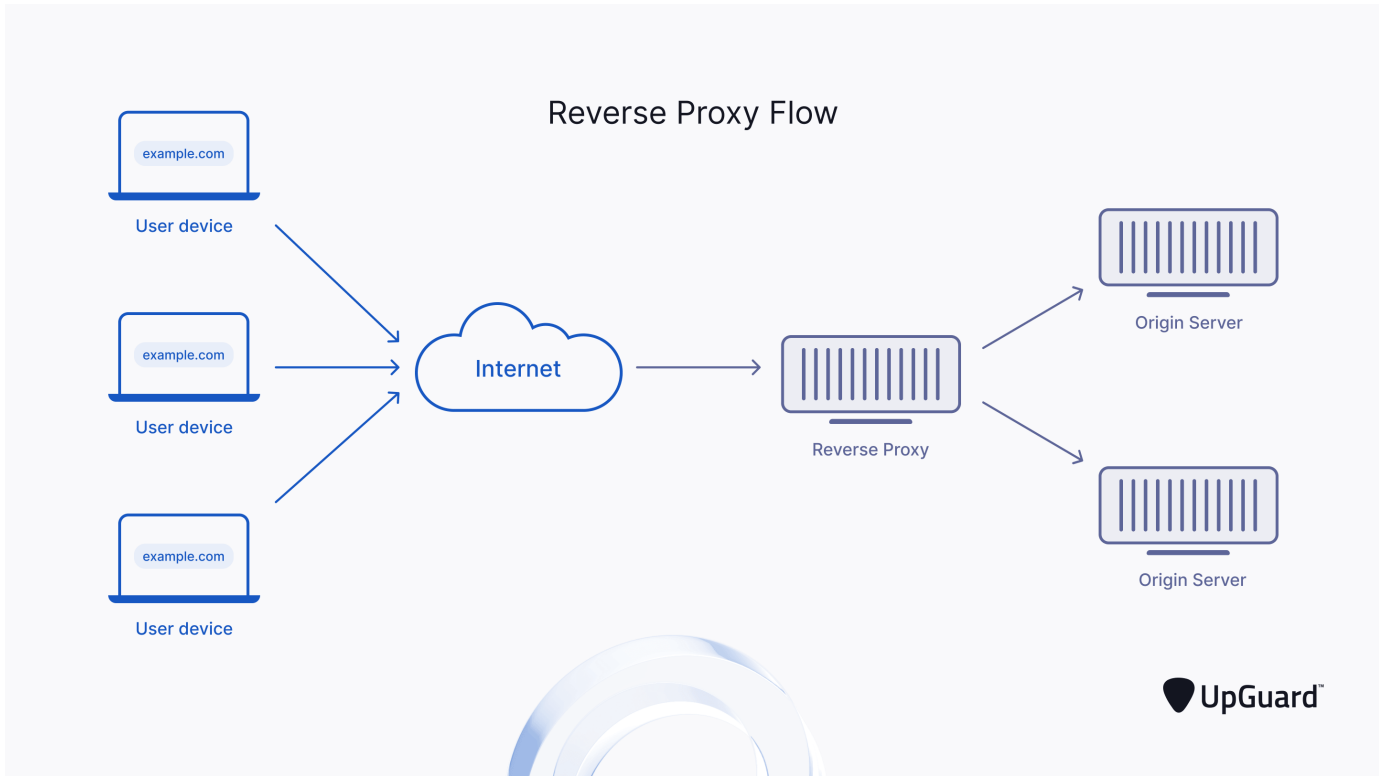 Reverse Proxy Flow
example.com
User device
example.com
User device
example.com
User device
Internet
Reverse Proxy
Origin Server
Origin Server
UpGuard™